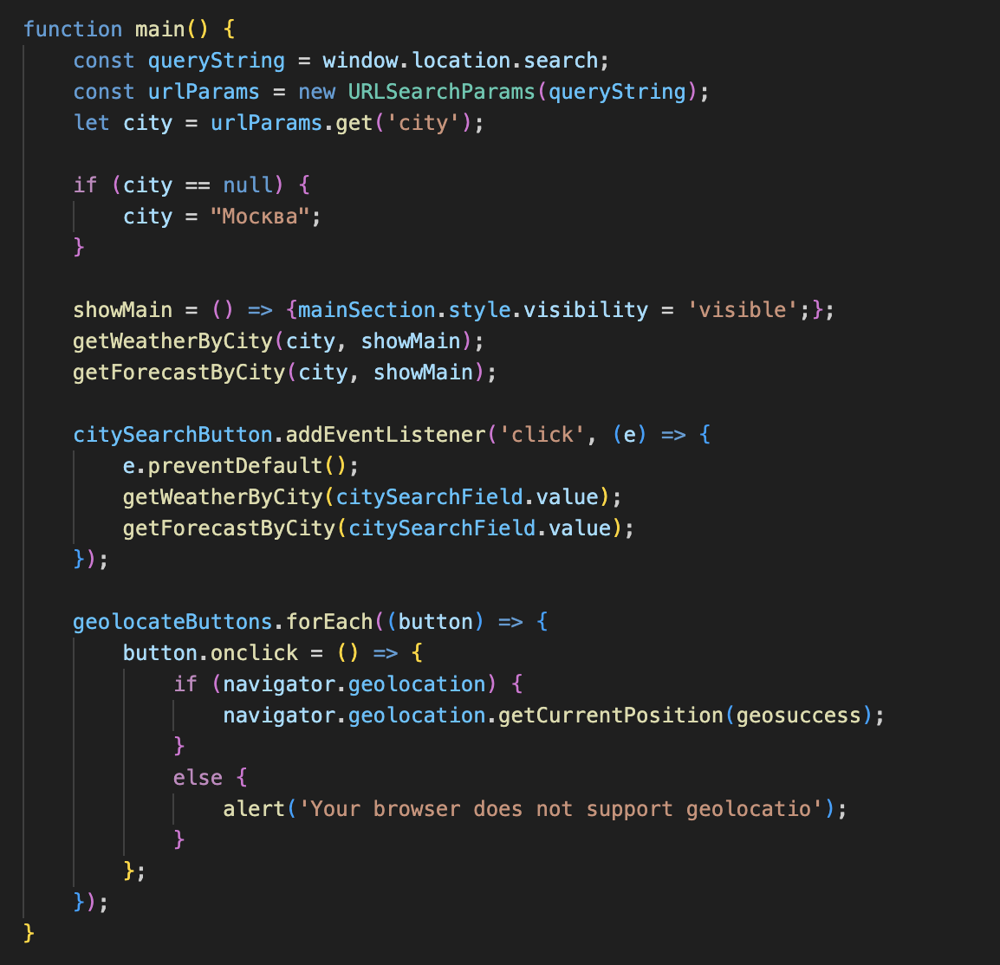 function main() {
    const queryString = window.location.search;
    const urlParams = new URLSearchParams(queryString);
    let city = urlParams.get('city');

    if (city == null) {
        city = "Москва";
    }

    showMain = () => {mainSection.style.visibility = 'visible';};
    getWeatherByCity(city, showMain);
    getForecastByCity(city, showMain);

    citySearchButton.addEventListener('click', (e) => {
        e.preventDefault();
        getWeatherByCity(citySearchField.value);
        getForecastByCity(citySearchField.value);
    });

    geolocateButtons.forEach((button) => {
        button.onclick = () => {
            if (navigator.geolocation) {
                navigator.geolocation.getCurrentPosition(geosuccess);
            }
            else {
                alert('Your browser does not support geolocatio');
            }
        };
    });
}